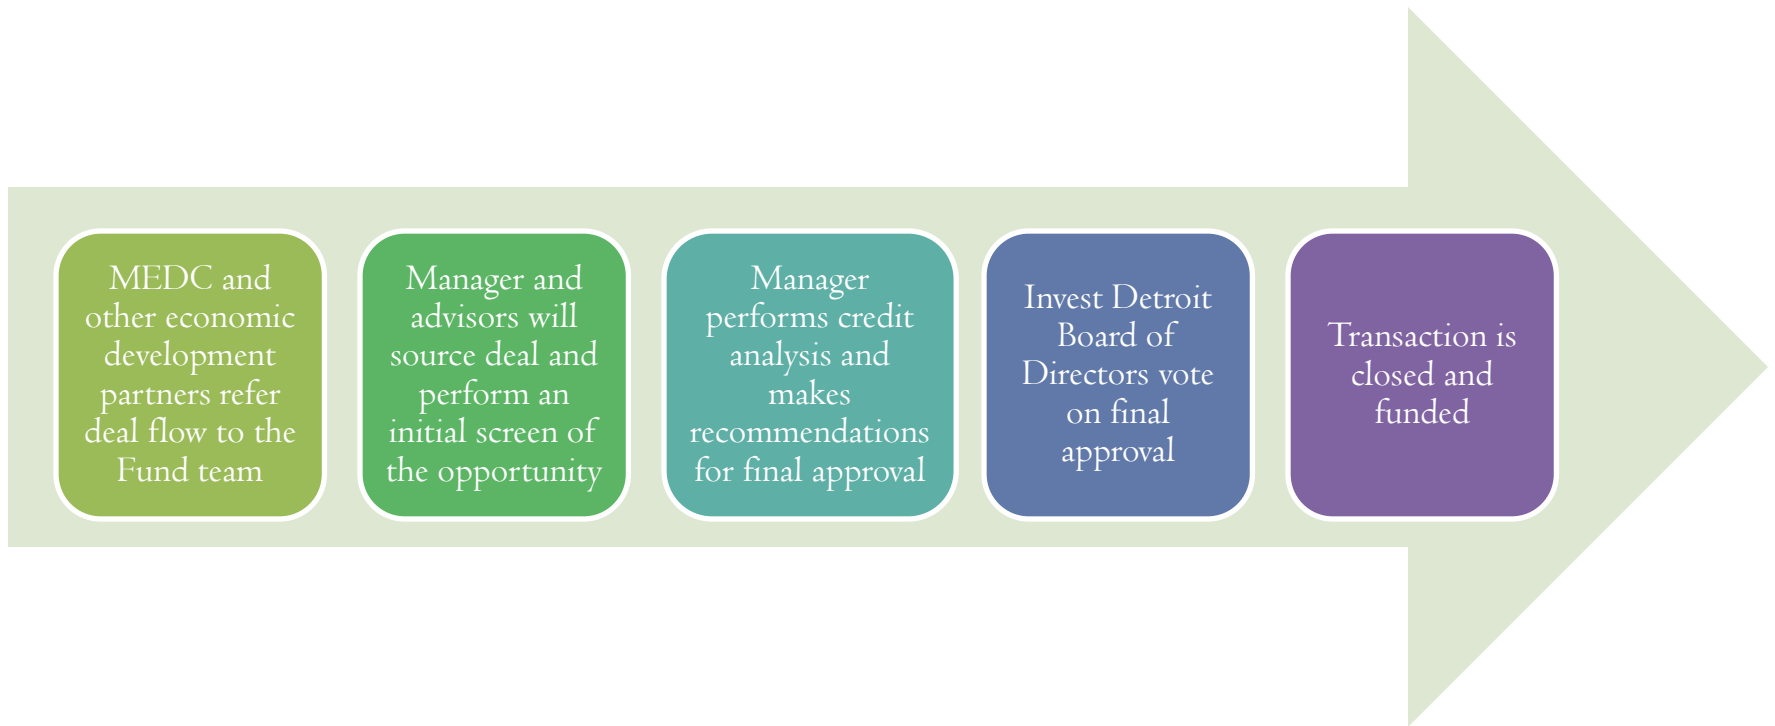 MEDC and
other economic
development
partners refer
deal flow to the
Fund team
Manager and
advisors will
source deal and
perform an
initial screen of
the opportunity
Manager
performs credit
analysis and
makes
recommendations
for final approval
Invest Detroit
Board of
Directors vote
on final
approval
Transaction is
closed and
funded